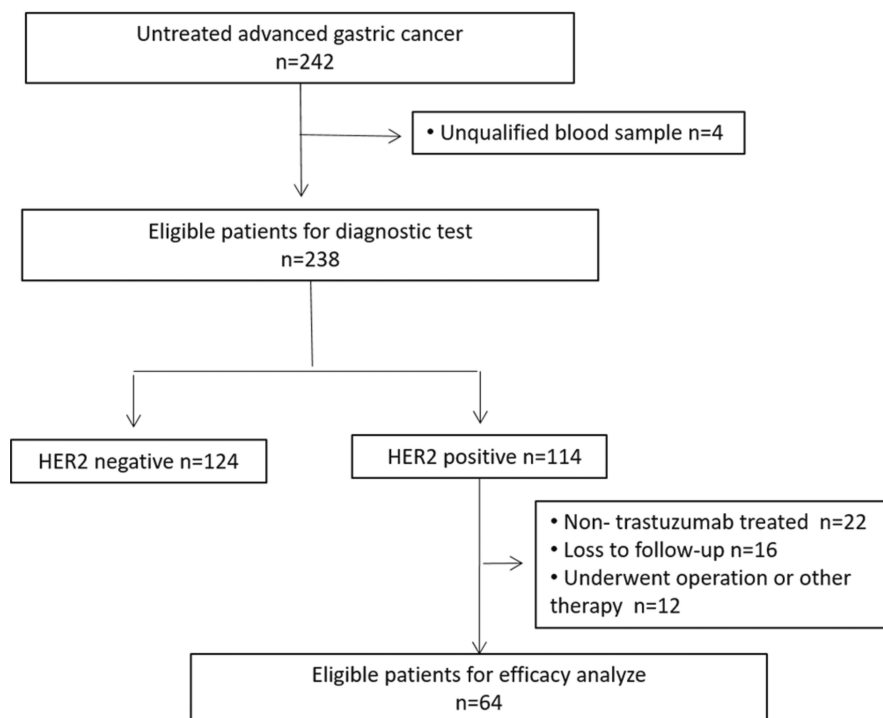 Untreated advanced gastric cancer
n=242
• Unqualified blood sample n=4
Eligible patients for diagnostic test
n=238
HER2 negative n=124
HER2 positive n=114
• Non- trastuzumab treated n=22
• Loss to follow-up n=16
• Underwent operation or other
therapy n=12
Eligible patients for efficacy analyze
n=64